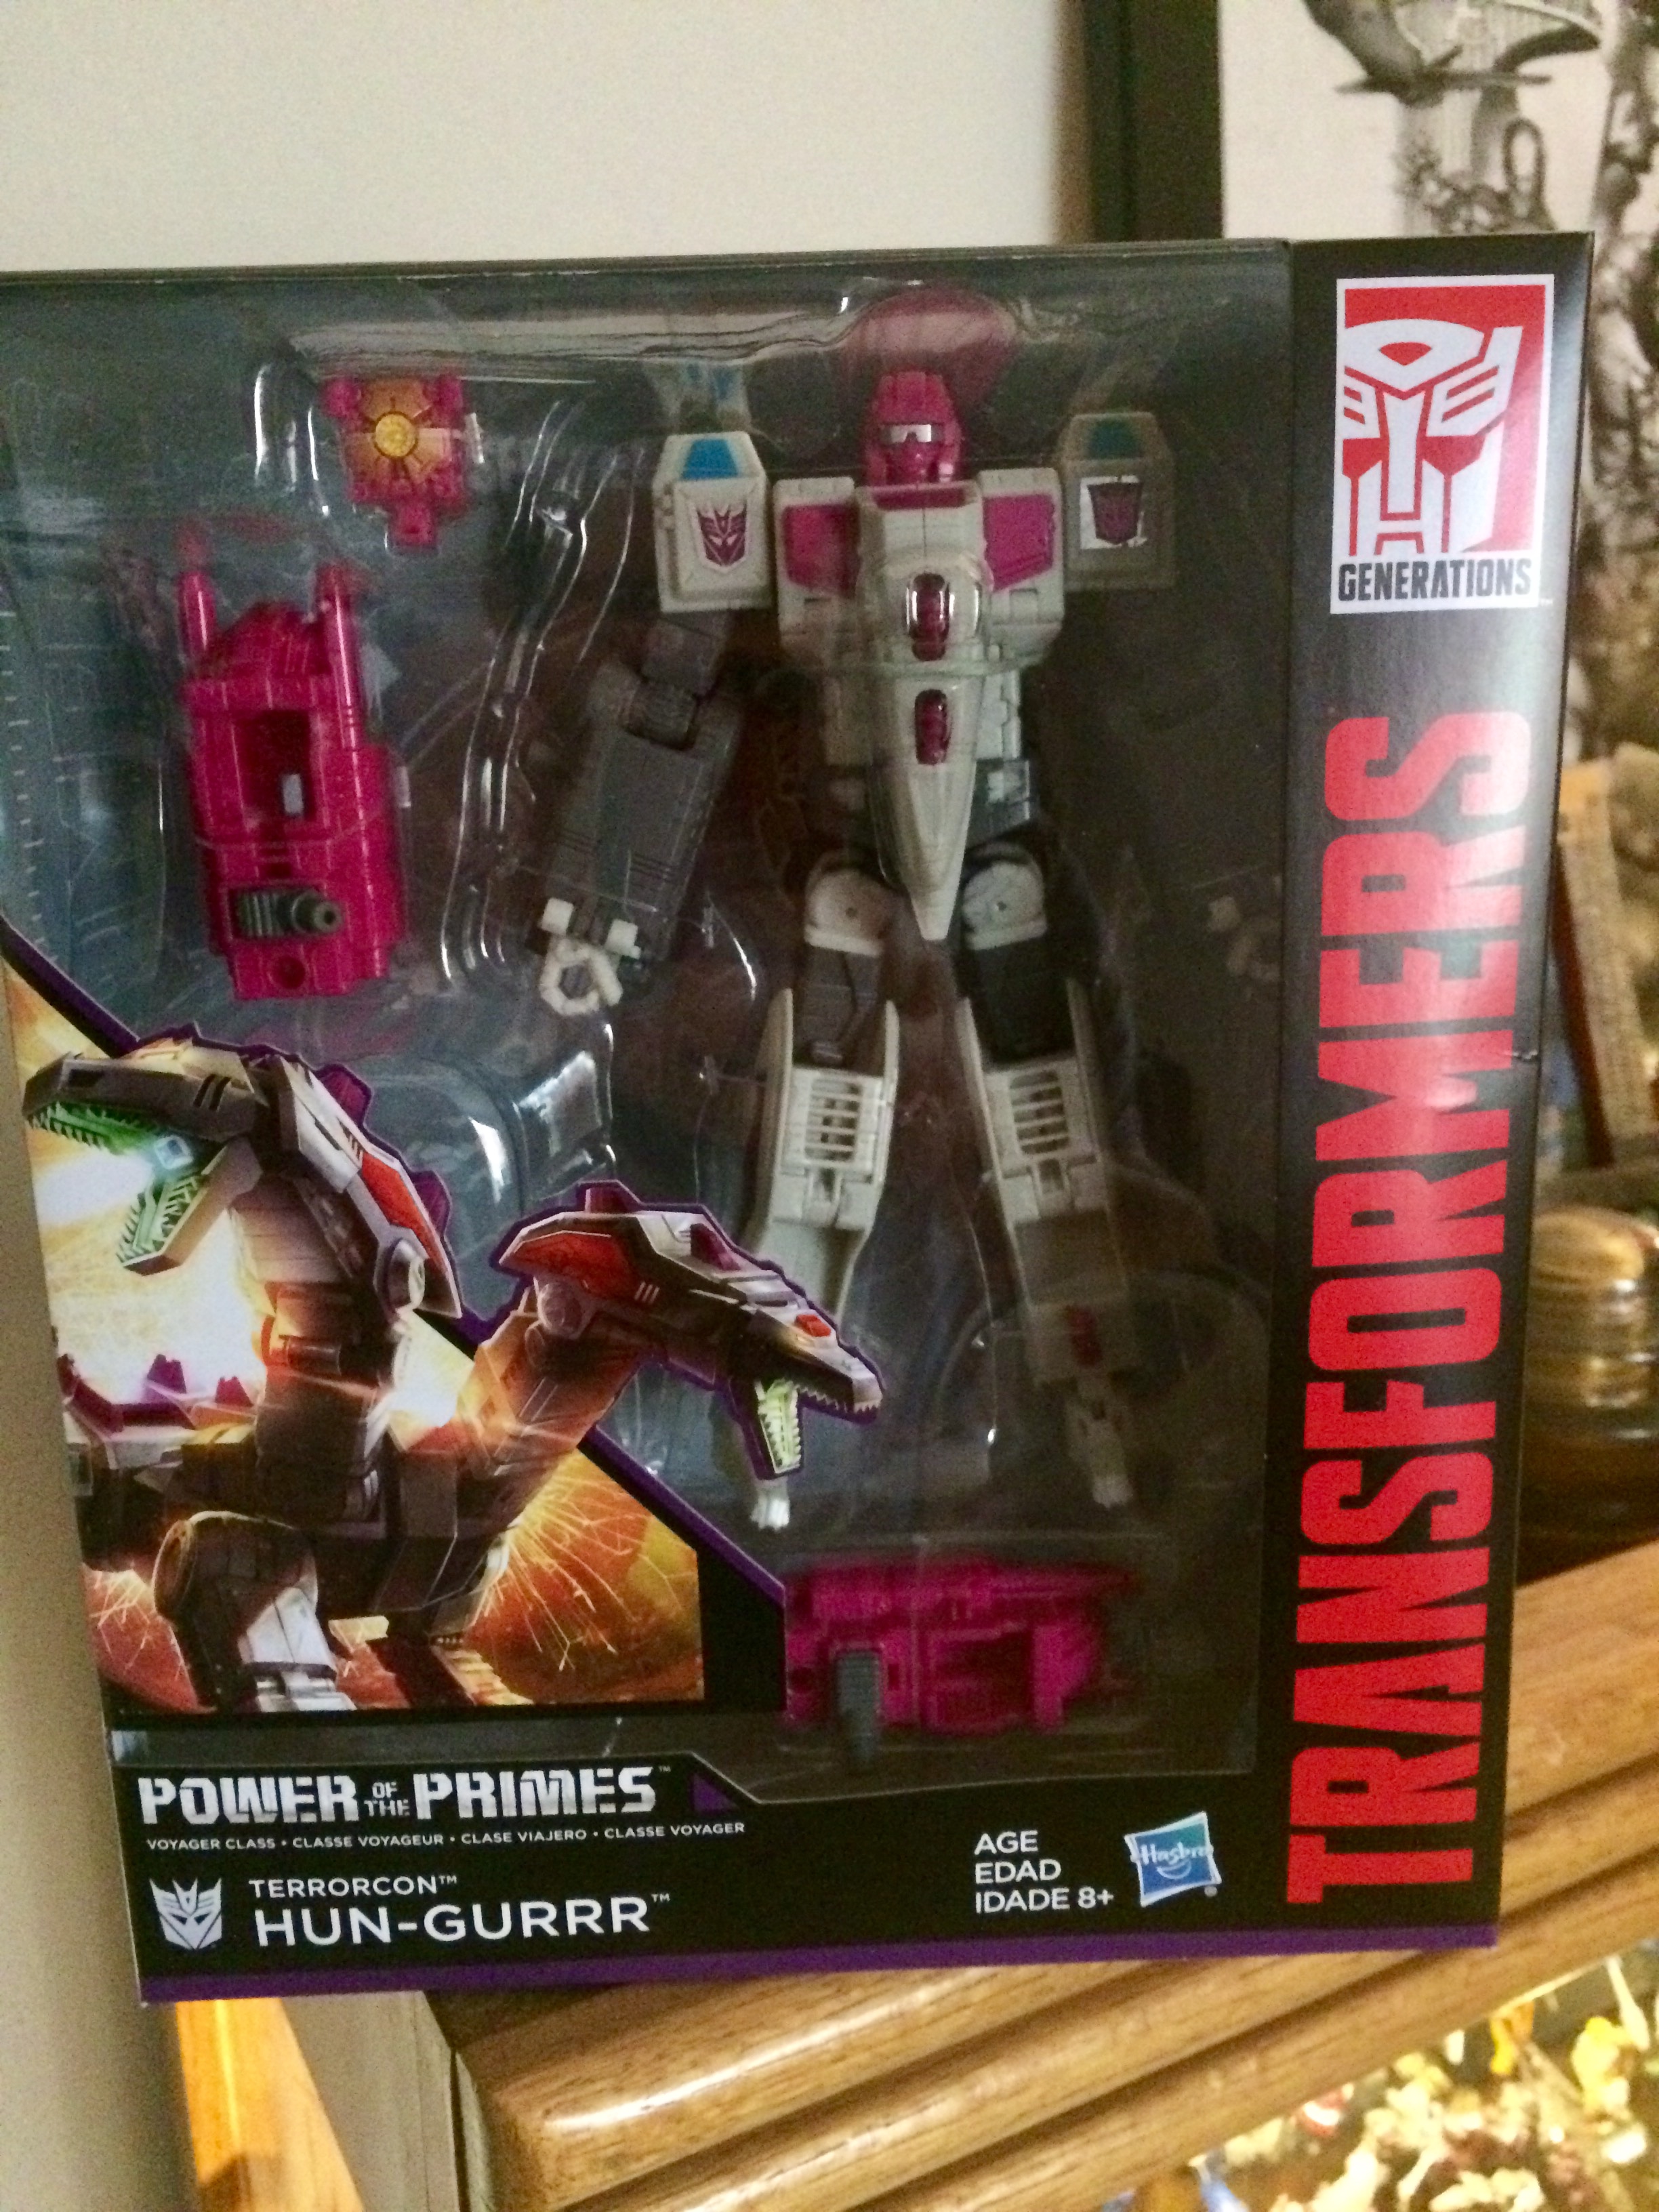 GENERATIONS
TRANSFORMERS
POWER OF THE PRIMES™
VOYAGER CLASS • CLASSE VOYAGEUR • CLASE VIAJERO • CLASSE VOYAGER
TERRORCON™
HUN-GURRR™
AGE
EDAD
IDADE 8+
Hasbro